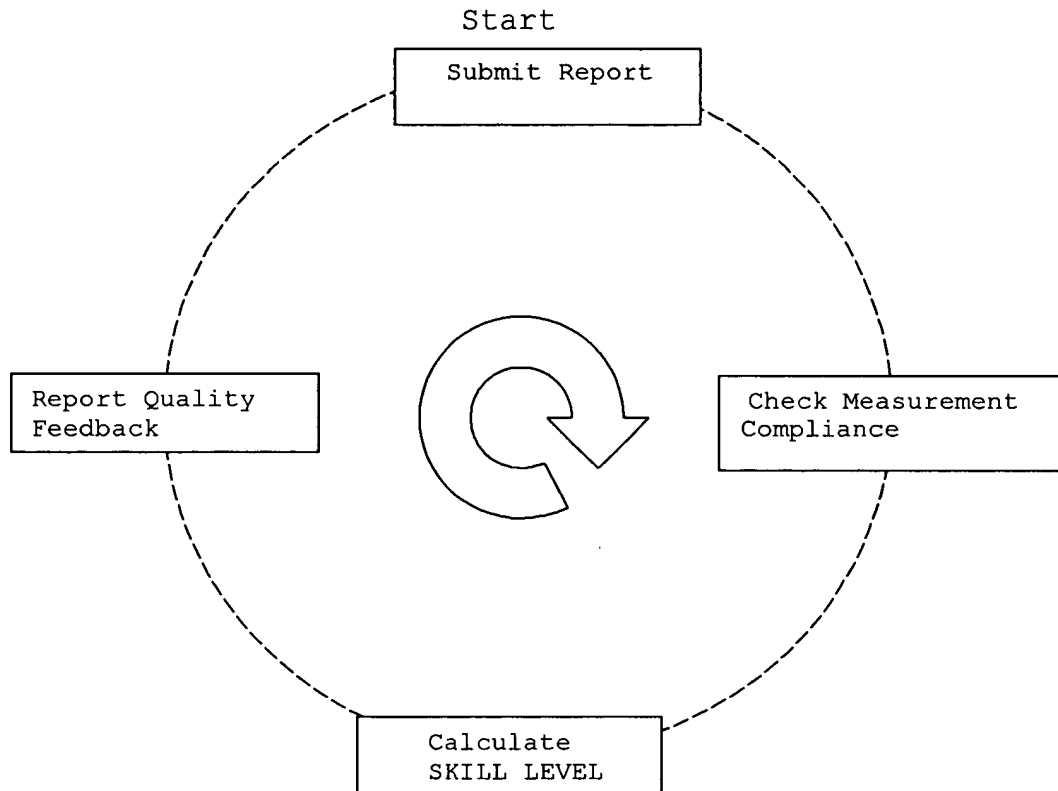 Start
Submit Report
Check Measurement
Compliance
Calculate
SKILL LEVEL
Report Quality
Feedback